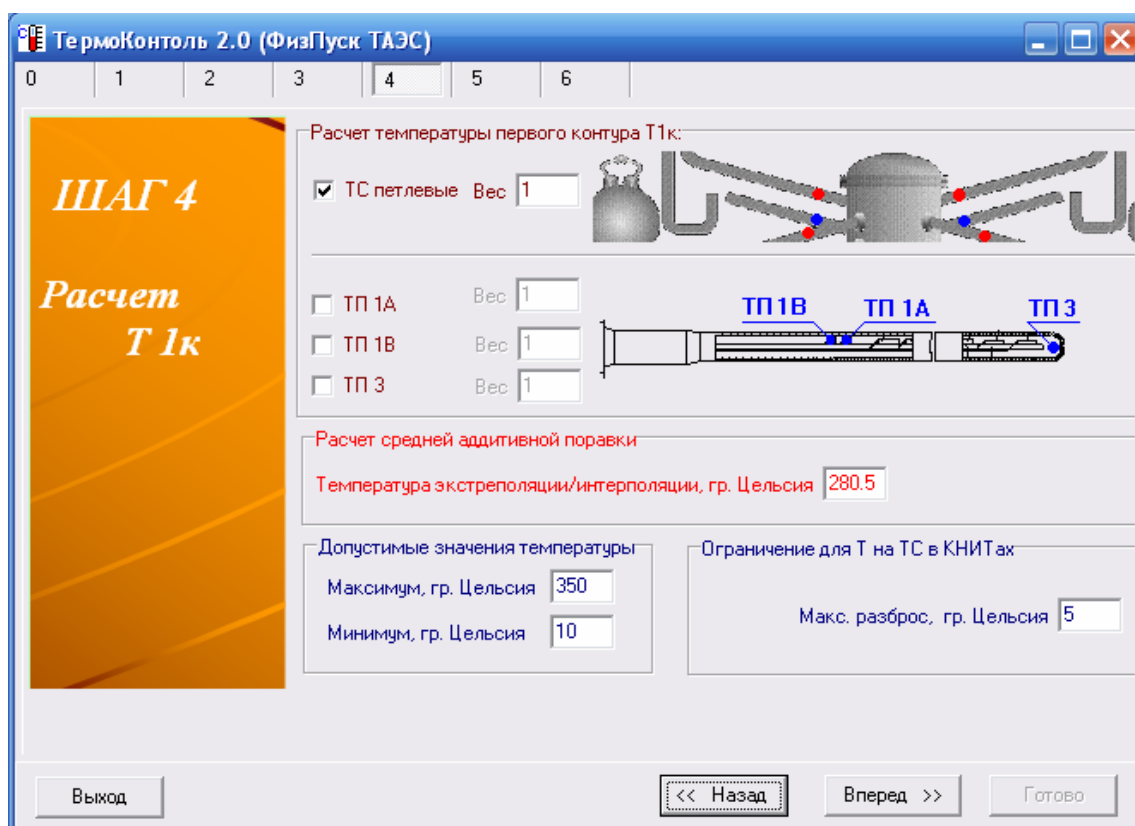 ТермоКонтоль 2.0 (ФизПуск ТАЭС)
0 1 2 3 4 5 6
ШАГ 4
Расчет
Т 1к
Расчет температуры первого контура Т1к:
ТС петлевые Вес 1
ТП 1А Вес 1
ТП 1В Вес 1
ТП 3 Вес 1
ТП 1В ТП 1А ТП 3
Расчет средней аддитивной поравки
Температура экстреполяции/интерполяции, гр. Цельсия 280.5
Допустимые значения температуры
Максимум, гр. Цельсия 350
Минимум, гр. Цельсия 10
Ограничение для Т на ТС в КНИТах
Макс. разброс, гр. Цельсия 5
Выход << Назад Вперед >> Готово